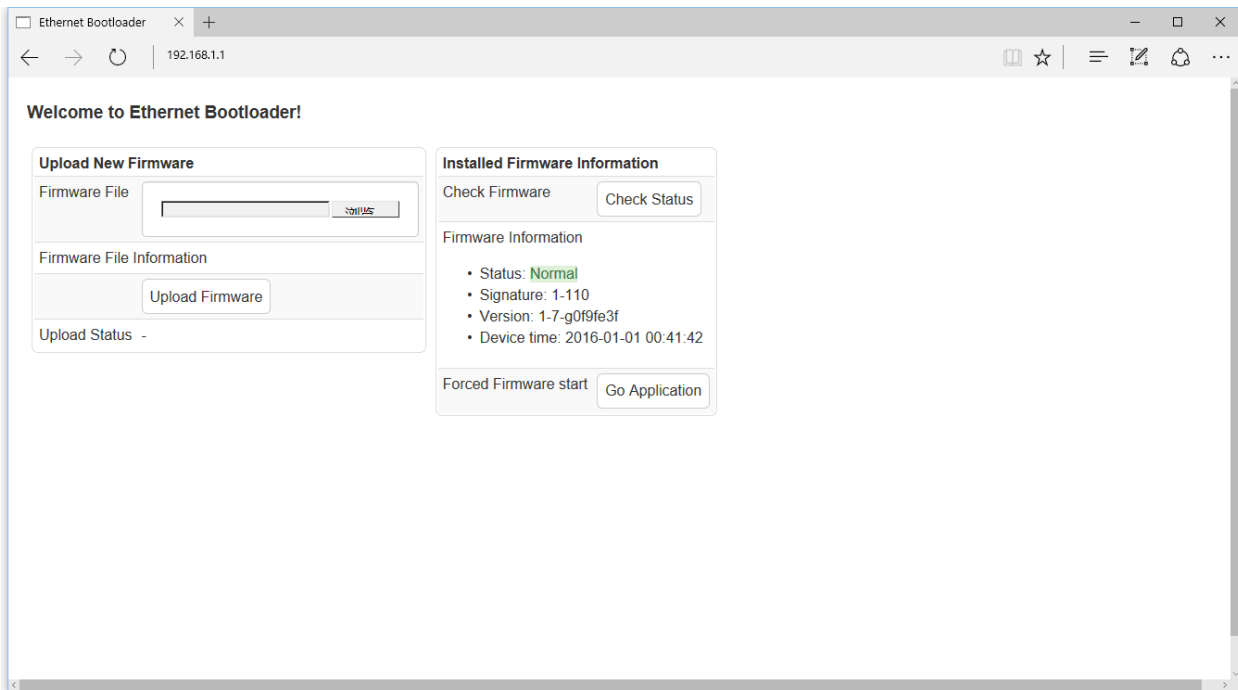 Ethernet Bootloader
192.168.1.1
Welcome to Ethernet Bootloader!
Upload New Firmware
Firmware File
Firmware File Information
Upload Firmware
Upload Status -
Installed Firmware Information
Check Firmware Check Status
Firmware Information
• Status: Normal
• Signature: 1-110
• Version: 1-7-g0f9fe3f
• Device time: 2016-01-01 00:41:42
Forced Firmware start Go Application